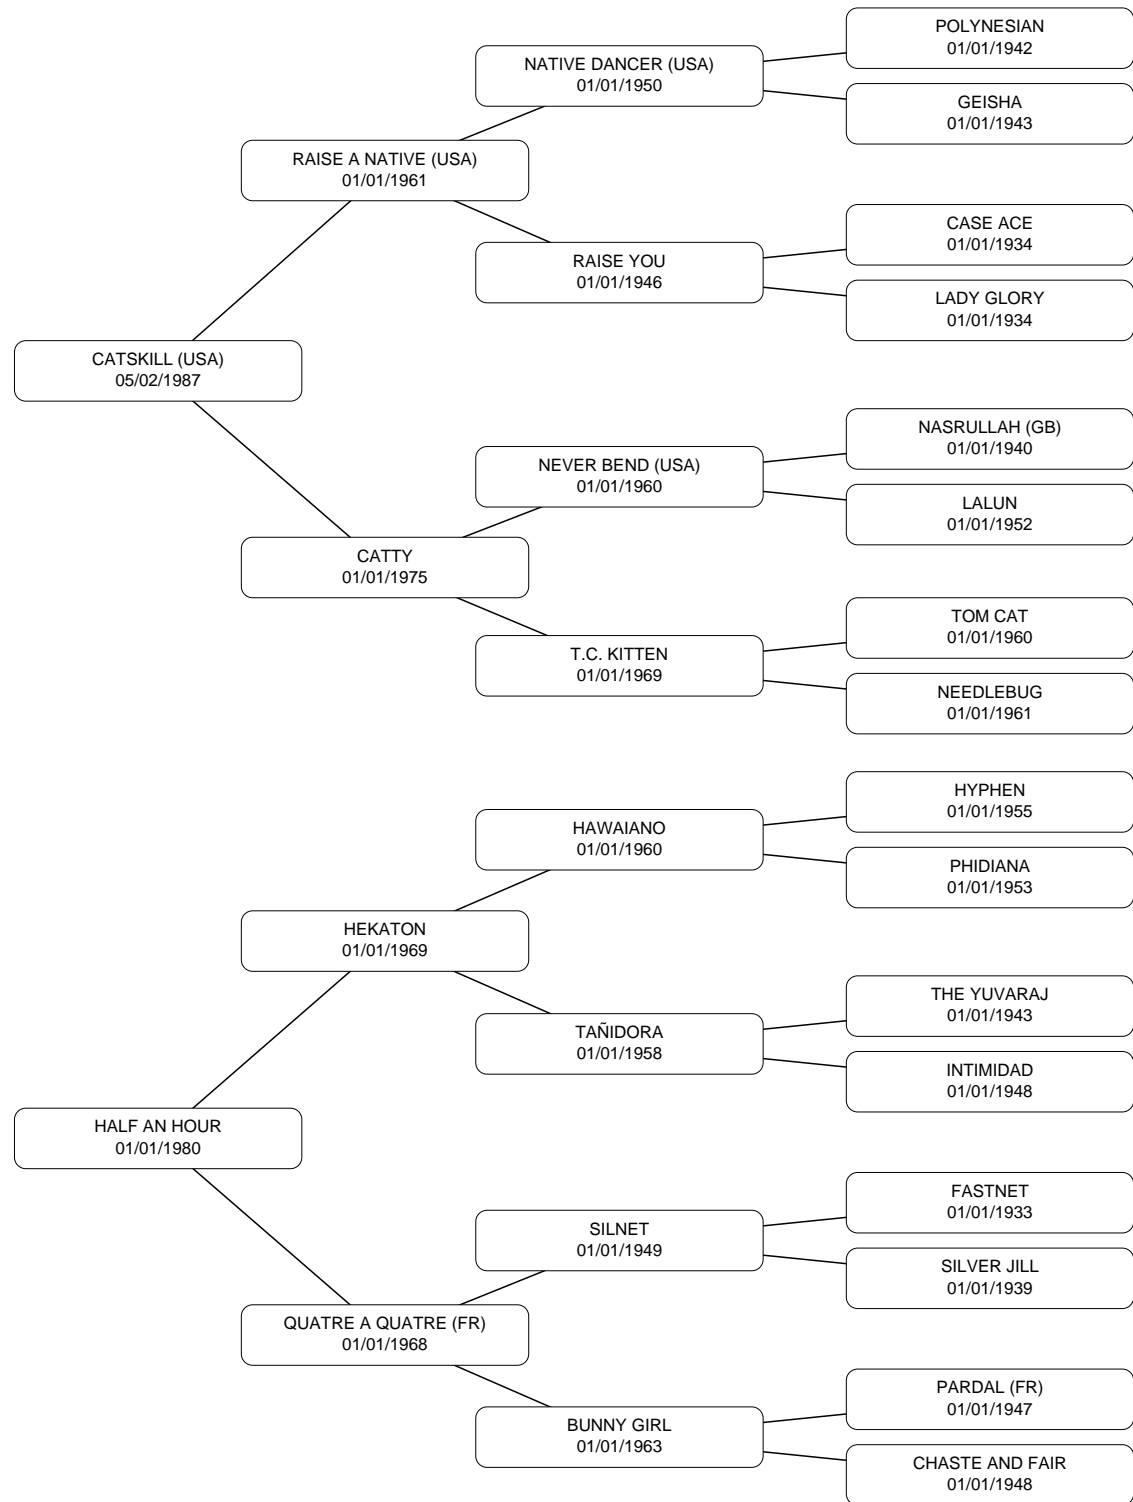 POLYNESIAN
01/01/1942
NATIVE DANCER (USA)
01/01/1950
GEISHA
01/01/1943
RAISE A NATIVE (USA)
01/01/1961
CASE ACE
01/01/1934
RAISE YOU
01/01/1946
LADY GLORY
01/01/1934
CATSKILL (USA)
05/02/1987
NASRULLAH (GB)
01/01/1940
NEVER BEND (USA)
01/01/1960
LALUN
01/01/1952
CATTY
01/01/1975
TOM CAT
01/01/1960
T.C. KITTEN
01/01/1969
NEEDLEBUG
01/01/1961
HYPHEN
01/01/1955
HAWAIANO
01/01/1960
PHIDIANA
01/01/1953
HEKATON
01/01/1969
THE YUVARAJ
01/01/1943
TAÑIDORA
01/01/1958
INTIMIDAD
01/01/1948
HALF AN HOUR
01/01/1980
FASTNET
01/01/1933
SILNET
01/01/1949
SILVER JILL
01/01/1939
QUATRE A QUATRE (FR)
01/01/1968
PARDAL (FR)
01/01/1947
BUNNY GIRL
01/01/1963
CHASTE AND FAIR
01/01/1948